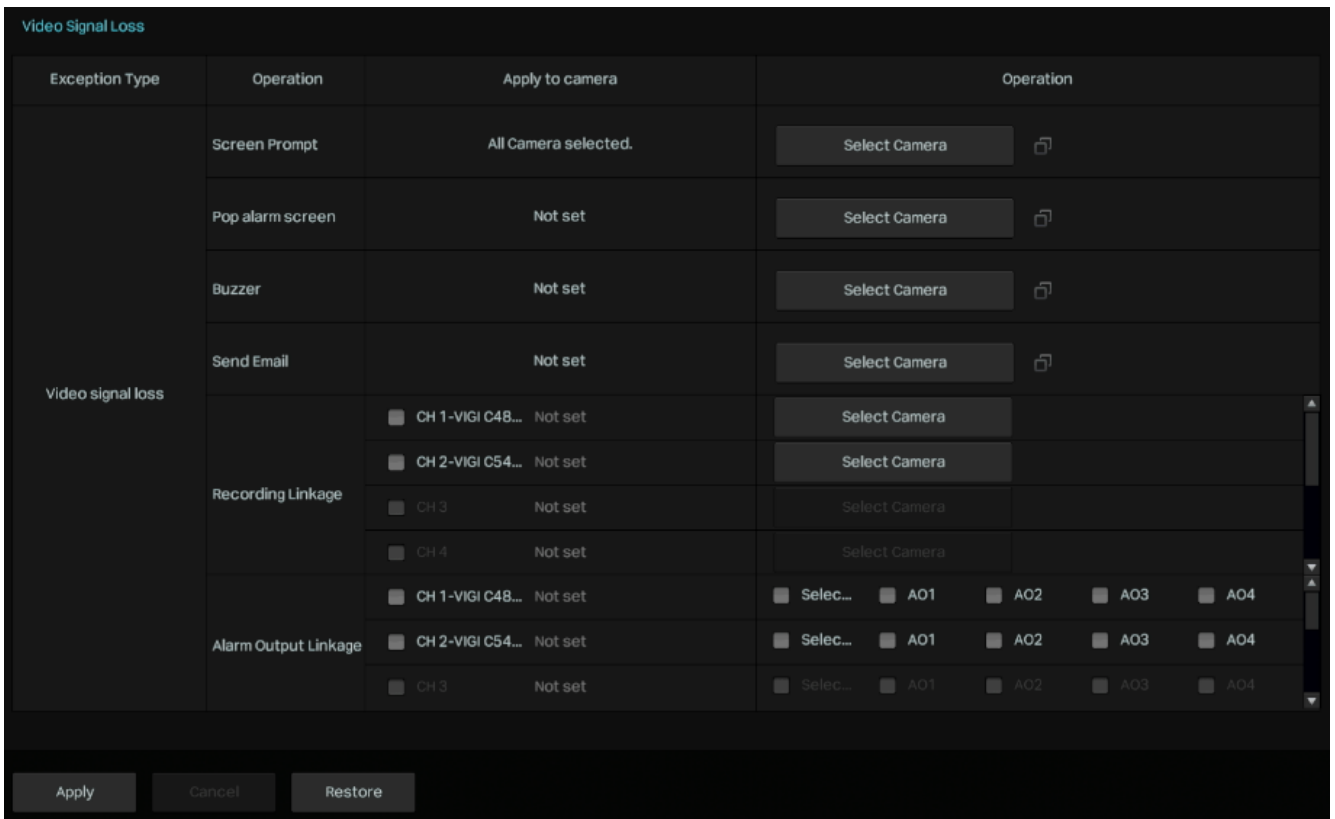 Video Signal Loss
Exception Type Operation Apply to camera Operation
Video signal loss
Screen Prompt All Camera selected. Select Camera
Pop alarm screen Not set Select Camera
Buzzer Not set Select Camera
Send Email Not set Select Camera
Recording Linkage
CH 1-VIGI C48... Not set Select Camera
CH 2-VIGI C54... Not set Select Camera
CH 3 Not set Select Camera
CH 4 Not set Select Camera
Alarm Output Linkage
CH 1-VIGI C48... Not set Selec... AO1 AO2 AO3 AO4
CH 2-VIGI C54... Not set Selec... AO1 AO2 AO3 AO4
CH 3 Not set Selec... AO1 AO2 AO3 AO4
Apply Cancel Restore